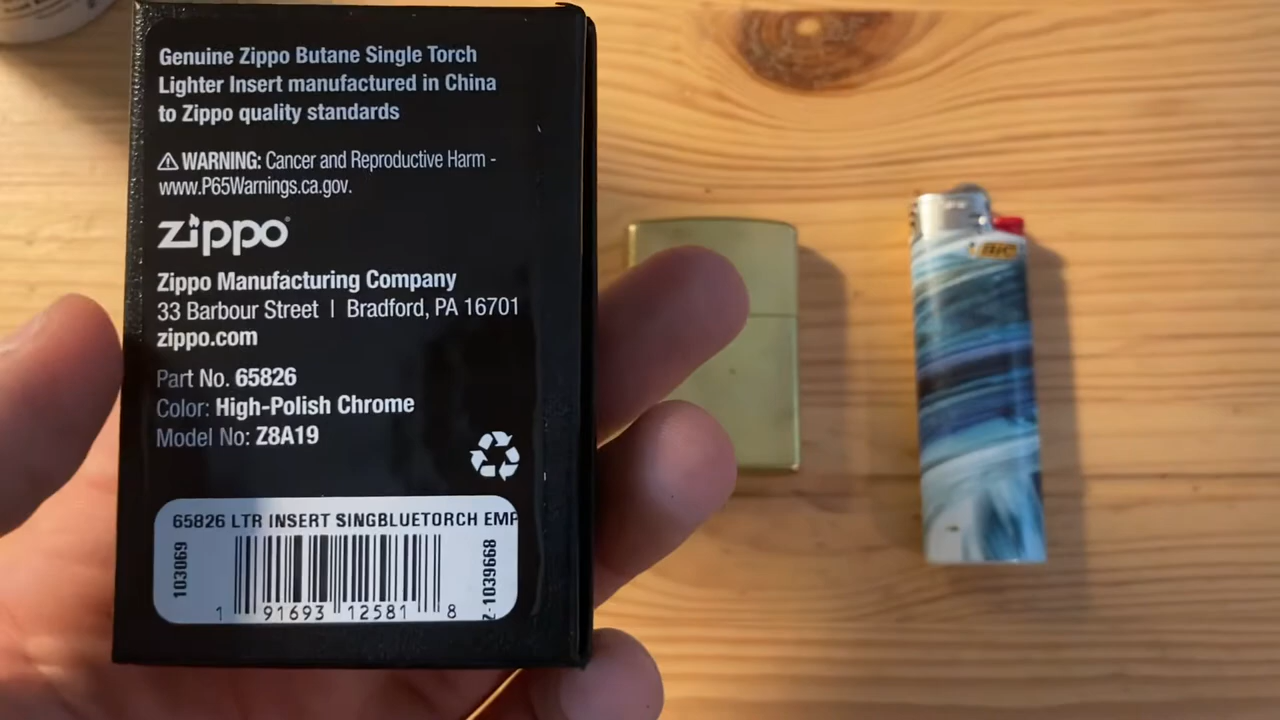 Genuine Zippo Butane Single Torch
Lighter Insert manufactured in China
to Zippo quality standards
⚠ WARNING: Cancer and Reproductive Harm -
www.P65Warnings.ca.gov.
zippo®
Zippo Manufacturing Company
33 Barbour Street | Bradford, PA 16701
zippo.com
Part No. 65826
Color: High-Polish Chrome
Model No: Z8A19
65826 LTR INSERT SINGBLUETORCH EMP
103069
Z-1039668
1 91693 12581 8
BIC